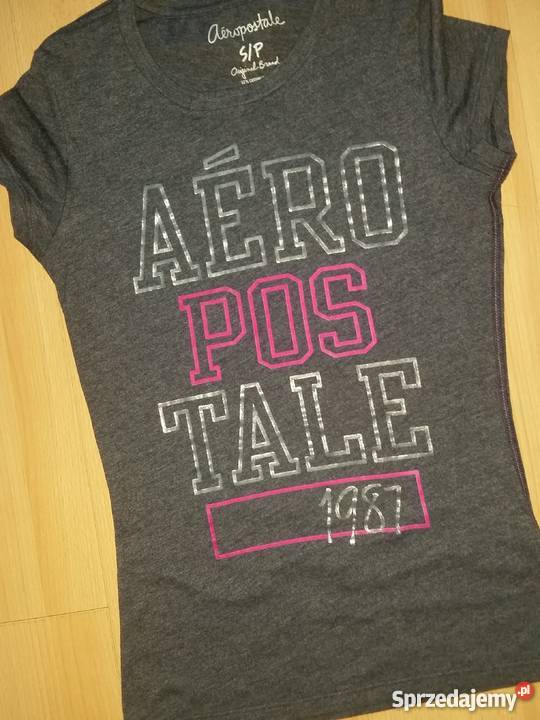 Aéropostale
S/P
Original Brand
AÉRO
POS
TALE
1987
Sprzedajemy.pl